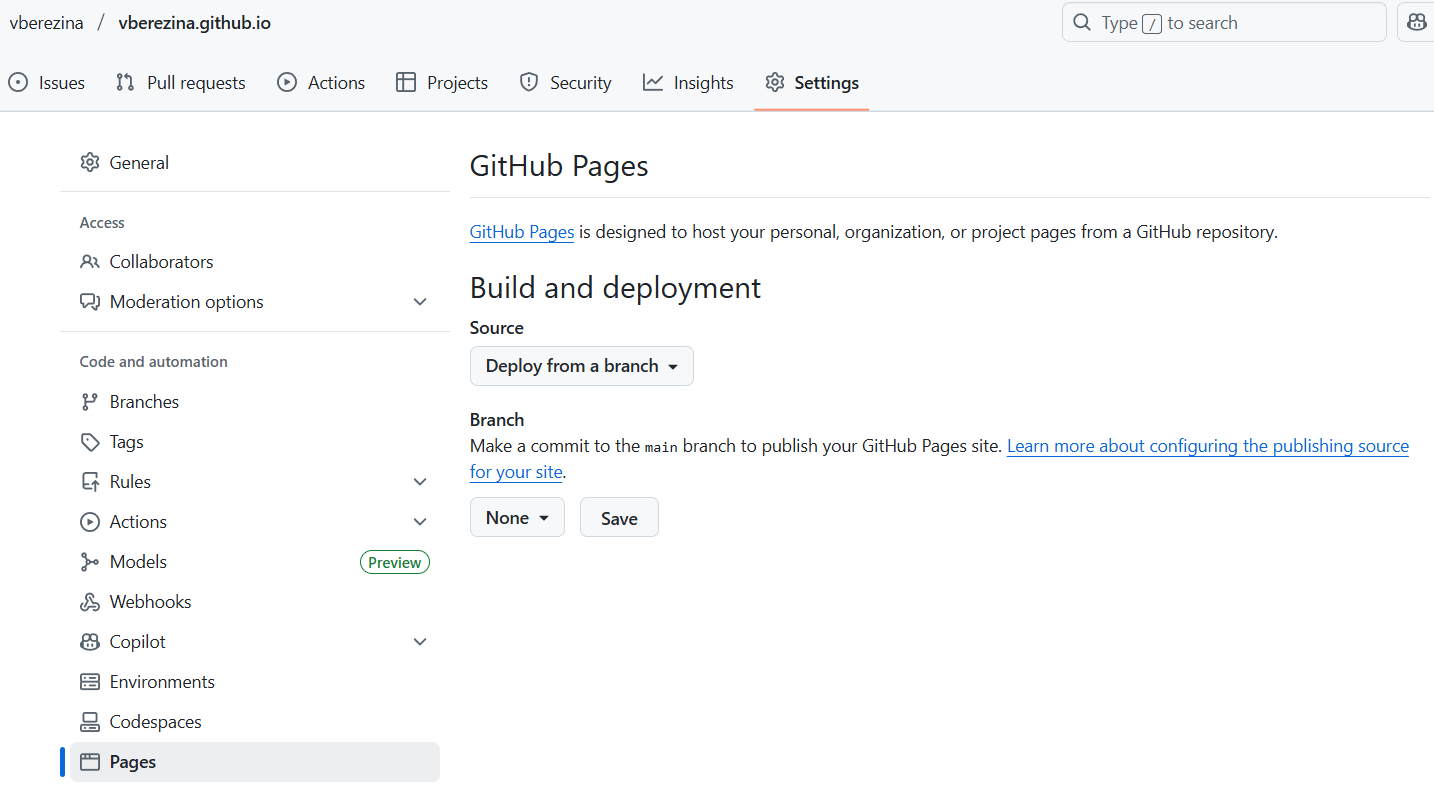 vberezina / vberezina.github.io
Type / to search
Issues Pull requests Actions Projects Security Insights Settings
General
Access
Collaborators
Moderation options
Code and automation
Branches
Tags
Rules
Actions
Models Preview
Webhooks
Copilot
Environments
Codespaces
Pages
GitHub Pages
GitHub Pages is designed to host your personal, organization, or project pages from a GitHub repository.
Build and deployment
Source
Deploy from a branch
Branch
Make a commit to the main branch to publish your GitHub Pages site. Learn more about configuring the publishing source
for your site.
None Save